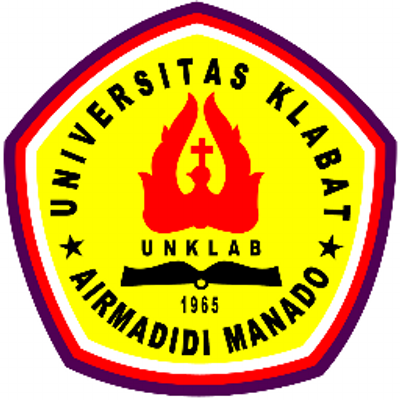 UNIVERSITAS KLABAT
UNKLAB
1965
AIRMADIDI MANADO